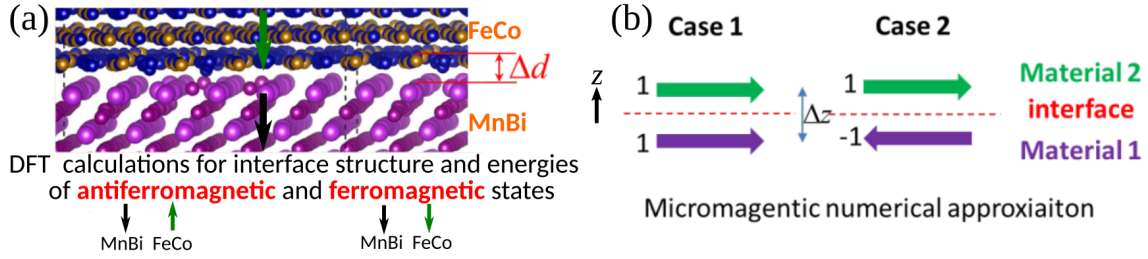 (a)
FeCo
Δd
MnBi
DFT calculations for interface structure and energies
of antiferromagnetic and ferromagnetic states
MnBi FeCo
MnBi FeCo
(b)
Case 1
Case 2
z
1
1
Δz
1
-1
Material 2
interface
Material 1
Micromagentic numerical approxiaiton